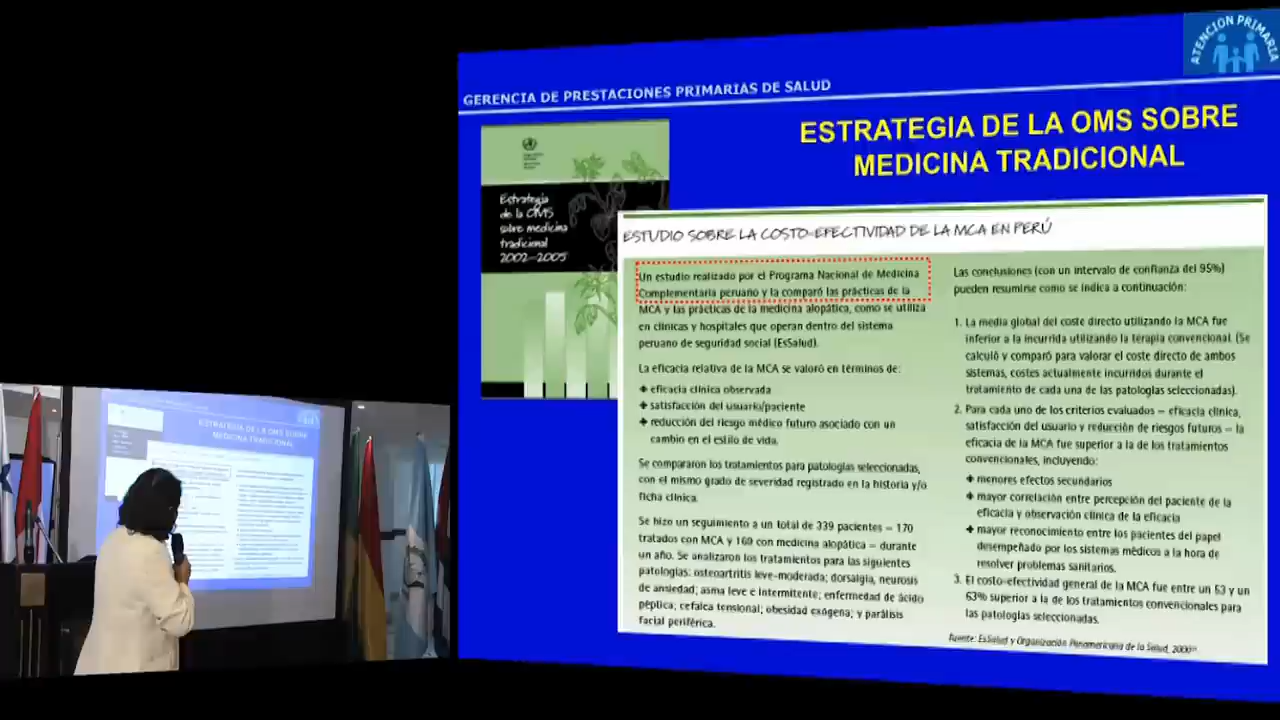 ATENCION PRIMARIA
GERENCIA DE PRESTACIONES PRIMARIAS DE SALUD
ESTRATEGIA DE LA OMS SOBRE
MEDICINA TRADICIONAL
Estrategia
de la OMS
sobre medicina
tradicional
2002-2005
ESTUDIO SOBRE LA COSTO-EFECTIVIDAD DE LA MCA EN PERÚ
Un estudio realizado por el Programa Nacional de Medicina
Complementaria peruano y la comparó las prácticas de la
MCA y las prácticas de la medicina alopática, como se utiliza
en clínicas y hospitales que operan dentro del sistema
peruano de seguridad social (EsSalud).
La eficacia relativa de la MCA se valoró en términos de:
✚ eficacia clínica observada
✚ satisfacción del usuario/paciente
✚ reducción del riesgo médico futuro asociado con un
cambio en el estilo de vida.
Se compararon los tratamientos para patologías seleccionadas,
con el mismo grado de severidad registrado en la historia y/o
ficha clínica.
Se hizo un seguimiento a un total de 339 pacientes – 170
tratados con MCA y 169 con medicina alopática – durante
un año. Se analizaron los tratamientos para las siguientes
patologías: osteoartritis leve-moderada; dorsalgia, neurosis
de ansiedad; asma leve e intermitente; enfermedad de ácido
péptica; cefalea tensional; obesidad exógena; y parálisis
facial periférica.
Las conclusiones (con un intervalo de confianza del 95%)
pueden resumirse como se indica a continuación:
1. La media global del coste directo utilizando la MCA fue
inferior a la incurrida utilizando la terapia convencional (Se
calculó y comparó para valorar el coste directo de ambos
sistemas, costes actualmente incurridos durante el
tratamiento de cada una de las patologías seleccionadas).
2. Para cada uno de los criterios evaluados – eficacia clínica,
satisfacción del usuario y reducción de riesgos futuros – la
eficacia de la MCA fue superior a la de los tratamientos
convencionales, incluyendo:
✚ menores efectos secundarios
✚ mayor correlación entre percepción del paciente de la
eficacia y observación clínica de la eficacia
✚ mayor reconocimiento entre los pacientes del papel
desempeñado por los sistemas médicos a la hora de
resolver problemas sanitarios.
3. El costo-efectividad general de la MCA fue entre un 53 y un
63% superior a la de los tratamientos convencionales para
las patologías seleccionadas.
Fuente: EsSalud y Organización Panamericana de la Salud, 2000
ESTRATEGIA DE LA OMS SOBRE
MEDICINA TRADICIONAL